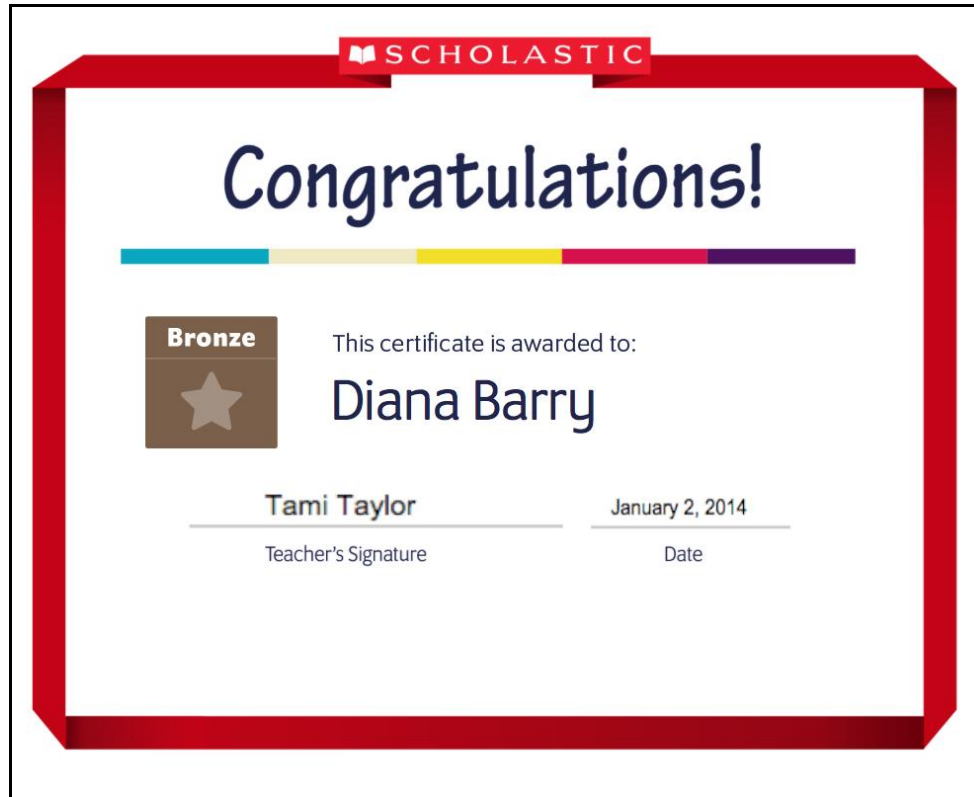 SCHOLASTIC
Congratulations!
Bronze
This certificate is awarded to:
Diana Barry
Tami Taylor
January 2, 2014
Teacher's Signature
Date